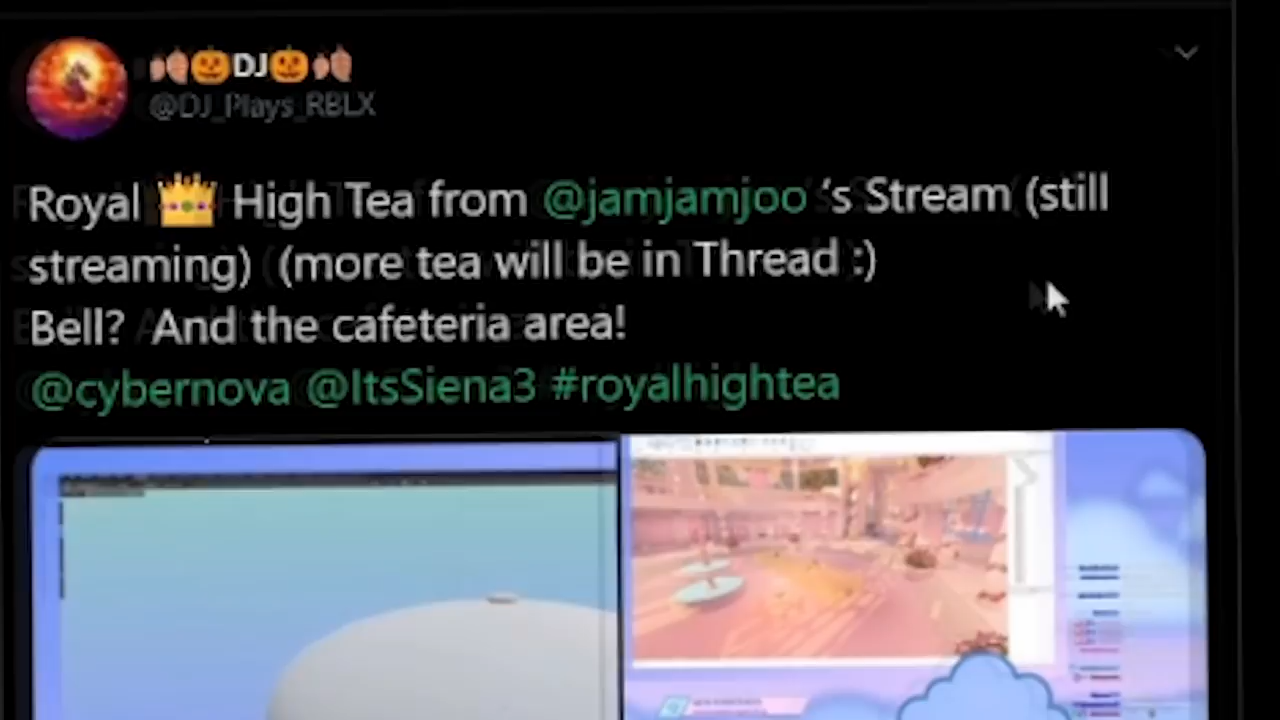 🍂🎃DJ🎃🍂
@DJ_Plays_RBLX
Royal 👑 High Tea from @jamjamjoo 's Stream (still
streaming) (more tea will be in Thread :)
Bell? And the cafeteria area!
@cybernova @ItsSiena3 #royalhightea